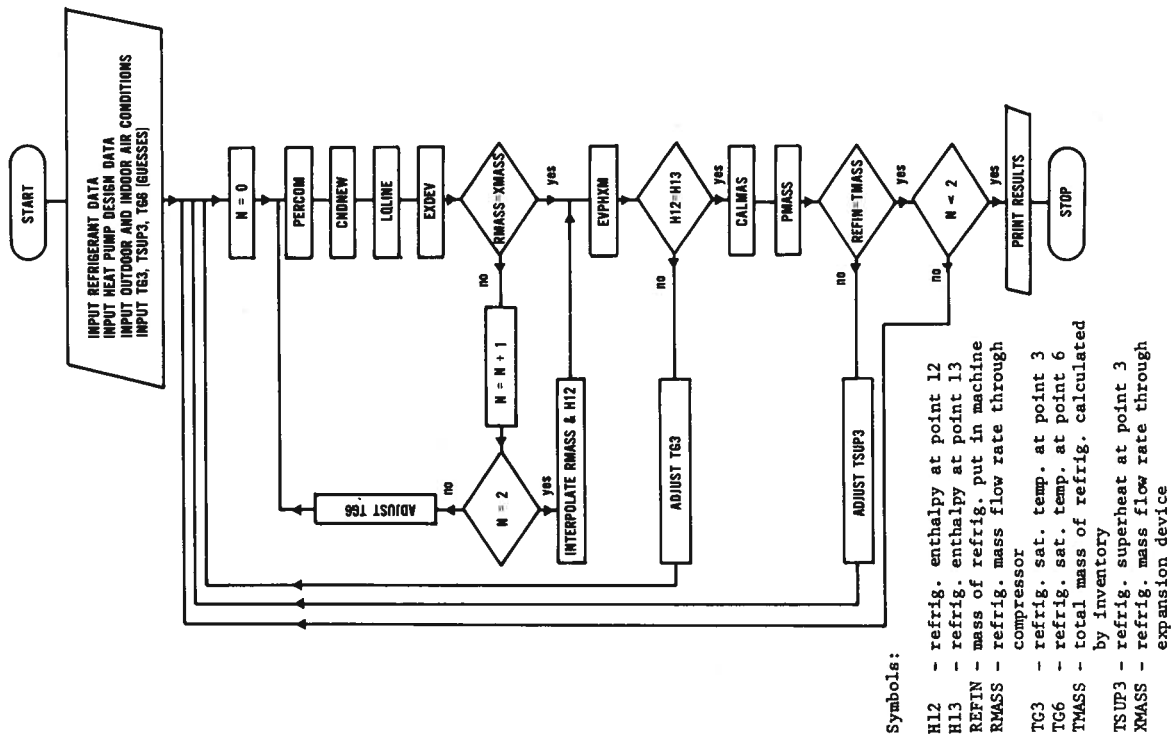 START
INPUT REFRIGERANT DATA
INPUT HEAT PUMP DESIGN DATA
INPUT OUTDOOR AND INDOOR AIR CONDITIONS
INPUT TG3, TSUP3, TG6 (GUESSES)
N = 0
PERCOM
CNDNEW
LQLINE
EXDEV
RMASS=XMASS
no
yes
N = N + 1
N = 2
no
yes
ADJUST TG6
INTERPOLATE RMASS & H12
EVPHXM
H12=H13
no
yes
ADJUST TG3
CALMAS
PMASS
REFIN=TMASS
no
yes
ADJUST TSUP3
N < 2
no
yes
PRINT RESULTS
STOP
Symbols:
H12 - refrig. enthalpy at point 12
H13 - refrig. enthalpy at point 13
REFIN - mass of refrig. put in machine
RMASS - refrig. mass flow rate through
compressor
TG3 - refrig. sat. temp. at point 3
TG6 - refrig. sat. temp. at point 6
TMASS - total mass of refrig. calculated
by inventory
TSUP3 - refrig. superheat at point 3
XMASS - refrig. mass flow rate through
expansion device